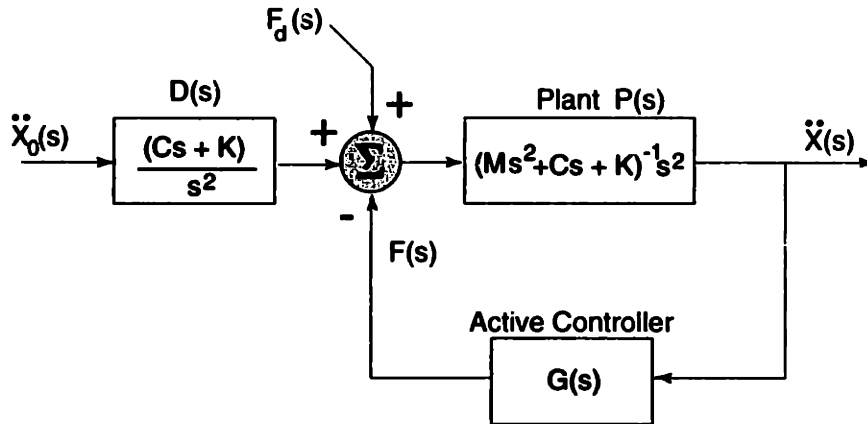 F_d(s)
D(s)
Plant P(s)
Ẍ_0(s)
(Cs + K)
s^2
+
+
Σ
-
(Ms^2+Cs + K)^-1 s^2
Ẍ(s)
F(s)
Active Controller
G(s)